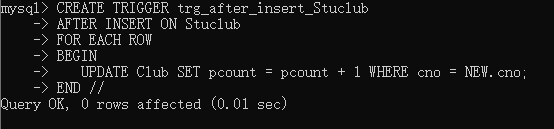 mysql> CREATE TRIGGER trg_after_insert_Stuclub
    -> AFTER INSERT ON Stuclub
    -> FOR EACH ROW
    -> BEGIN
    ->     UPDATE Club SET pcount = pcount + 1 WHERE cno = NEW.cno;
    -> END //
Query OK, 0 rows affected (0.01 sec)